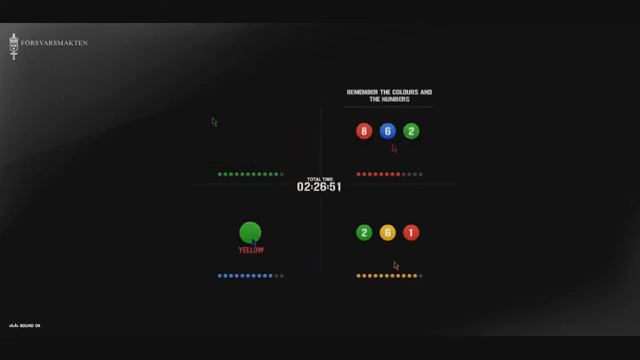 FÖRSVARSMAKTEN
REMEMBER THE COLOURS AND
THE NUMBERS
8 6 2
TOTAL TIME
02:26:51
2 6 1
YELLOW
SOUND ON